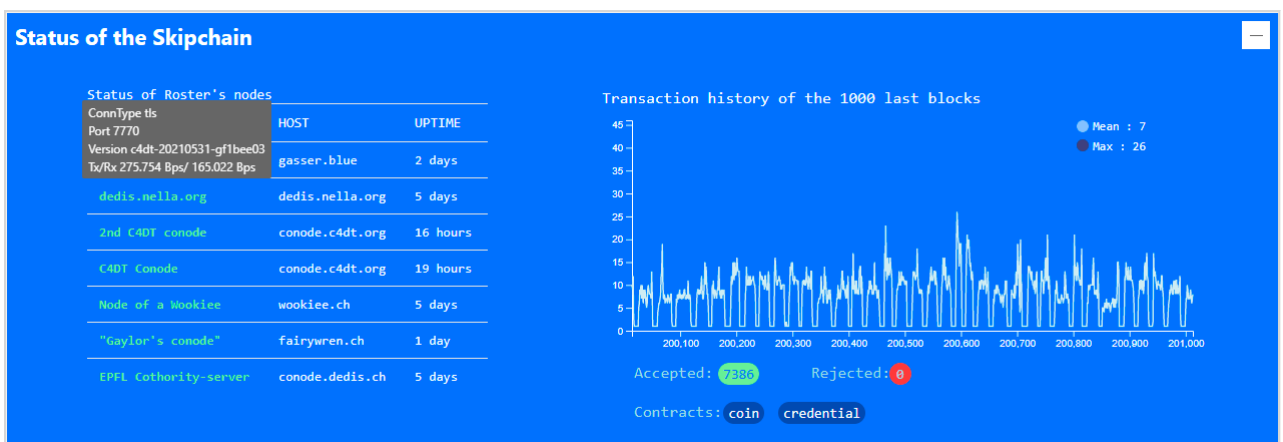 Status of the Skipchain
Status of Roster's nodes
ConnType tls
Port 7770
Version c4dt-20210531-gf1bee03
Tx/Rx 275.754 Bps/ 165.022 Bps
HOST UPTIME
gasser.blue 2 days
dedis.nella.org dedis.nella.org 5 days
2nd C4DT conode conode.c4dt.org 16 hours
C4DT Conode conode.c4dt.org 19 hours
Node of a Wookiee wookiee.ch 5 days
"Gaylor's conode" fairywren.ch 1 day
EPFL Cothority-server conode.dedis.ch 5 days
Transaction history of the 1000 last blocks
Mean : 7
Max : 26
45
40
35
30
25
20
15
10
5
0
200,100 200,200 200,300 200,400 200,500 200,600 200,700 200,800 200,900 201,000
Accepted: 7386 Rejected: 0
Contracts: coin credential